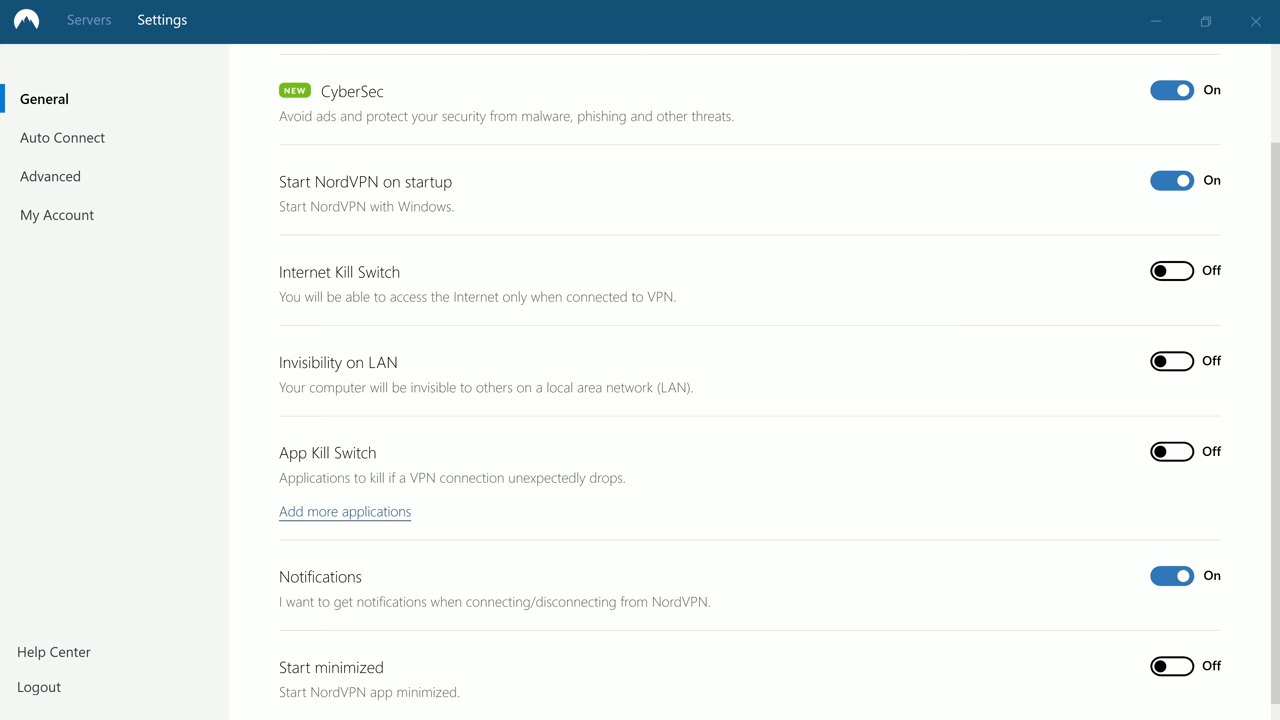 Servers
Settings
General
Auto Connect
Advanced
My Account
Help Center
Logout
NEW CyberSec
On
Avoid ads and protect your security from malware, phishing and other threats.
Start NordVPN on startup
On
Start NordVPN with Windows.
Internet Kill Switch
Off
You will be able to access the Internet only when connected to VPN.
Invisibility on LAN
Off
Your computer will be invisible to others on a local area network (LAN).
App Kill Switch
Off
Applications to kill if a VPN connection unexpectedly drops.
Add more applications
Notifications
On
I want to get notifications when connecting/disconnecting from NordVPN.
Start minimized
Off
Start NordVPN app minimized.